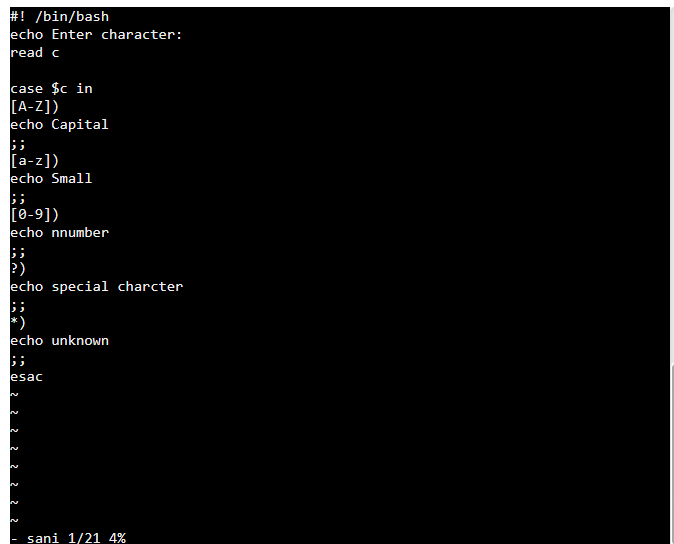 #! /bin/bash
echo Enter character:
read c
case $c in
[A-Z])
echo Capital
;;
[a-z])
echo Small
;;
[0-9])
echo nnumber
;;
?)
echo special charcter
;;
*)
echo unknown
;;
esac
~
~
~
~
~
~
~
~
- sani 1/21 4%